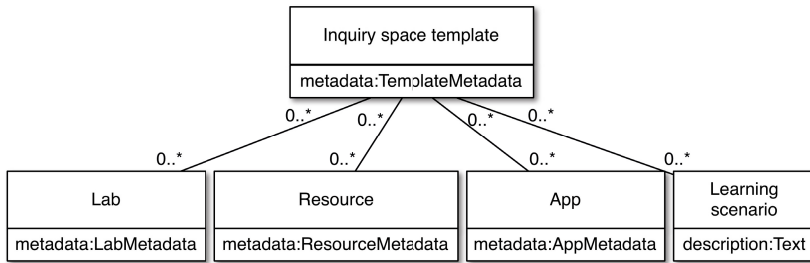 Inquiry space template
metadata:TemplateMetadata
0..* 0..* 0..* 0..*
0..* 0..* 0..* 0..*
Lab
metadata:LabMetadata
Resource
metadata:ResourceMetadata
App
metadata:AppMetadata
Learning
scenario
description:Text